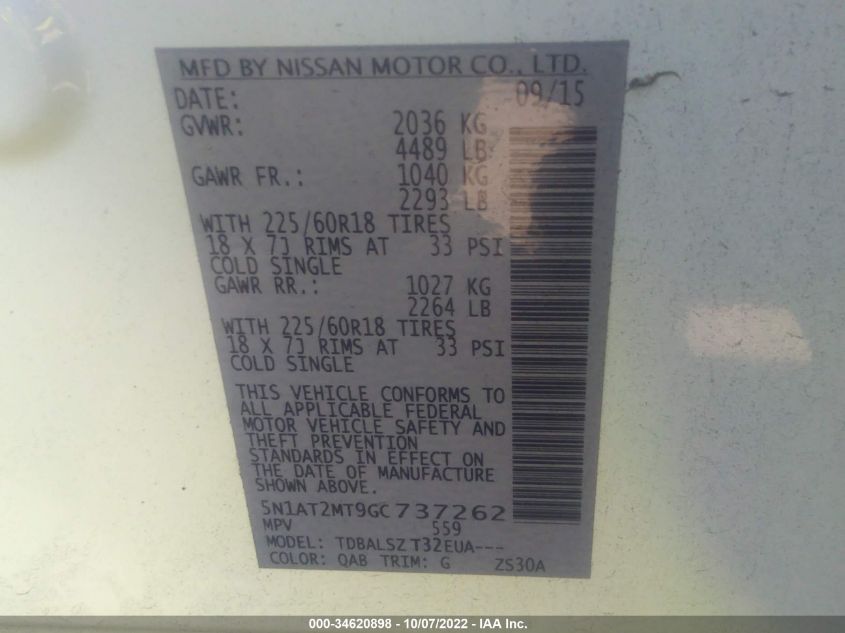 MFD BY NISSAN MOTOR CO., LTD.
DATE: 09/15
GVWR: 2036 KG
4489 LB
GAWR FR.: 1040 KG
2293 LB
WITH 225/60R18 TIRES
18 X 7J RIMS AT 33 PSI
COLD SINGLE
GAWR RR.: 1027 KG
2264 LB
WITH 225/60R18 TIRES
18 X 7J RIMS AT 33 PSI
COLD SINGLE
THIS VEHICLE CONFORMS TO
ALL APPLICABLE FEDERAL
MOTOR VEHICLE SAFETY AND
THEFT PREVENTION
STANDARDS IN EFFECT ON
THE DATE OF MANUFACTURE
SHOWN ABOVE.
5N1AT2MT9GC737262
MPV 559
MODEL: TDBALSZ T32EUA---
COLOR: QAB TRIM: G ZS30A
000-34620898 - 10/07/2022 - IAA Inc.